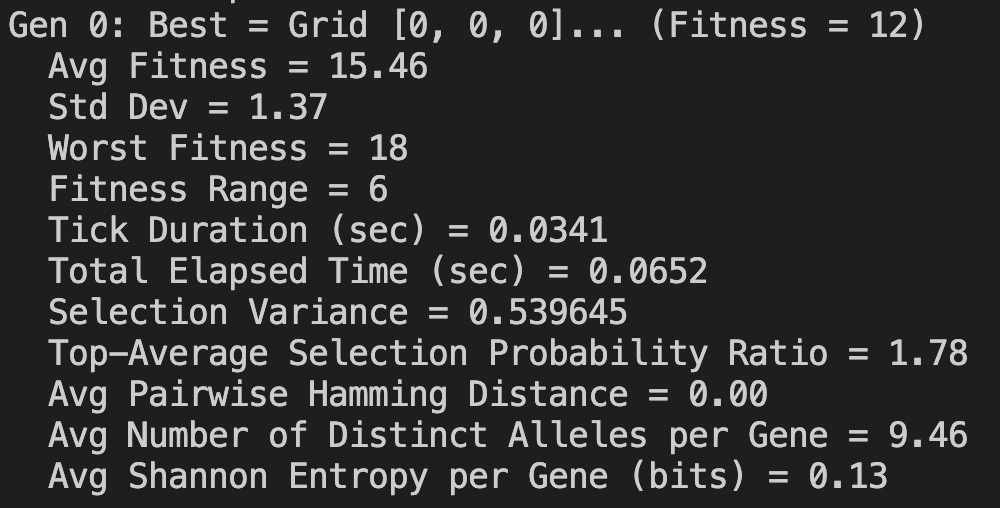 Gen 0: Best = Grid [0, 0, 0]... (Fitness = 12)
Avg Fitness = 15.46
Std Dev = 1.37
Worst Fitness = 18
Fitness Range = 6
Tick Duration (sec) = 0.0341
Total Elapsed Time (sec) = 0.0652
Selection Variance = 0.539645
Top-Average Selection Probability Ratio = 1.78
Avg Pairwise Hamming Distance = 0.00
Avg Number of Distinct Alleles per Gene = 9.46
Avg Shannon Entropy per Gene (bits) = 0.13